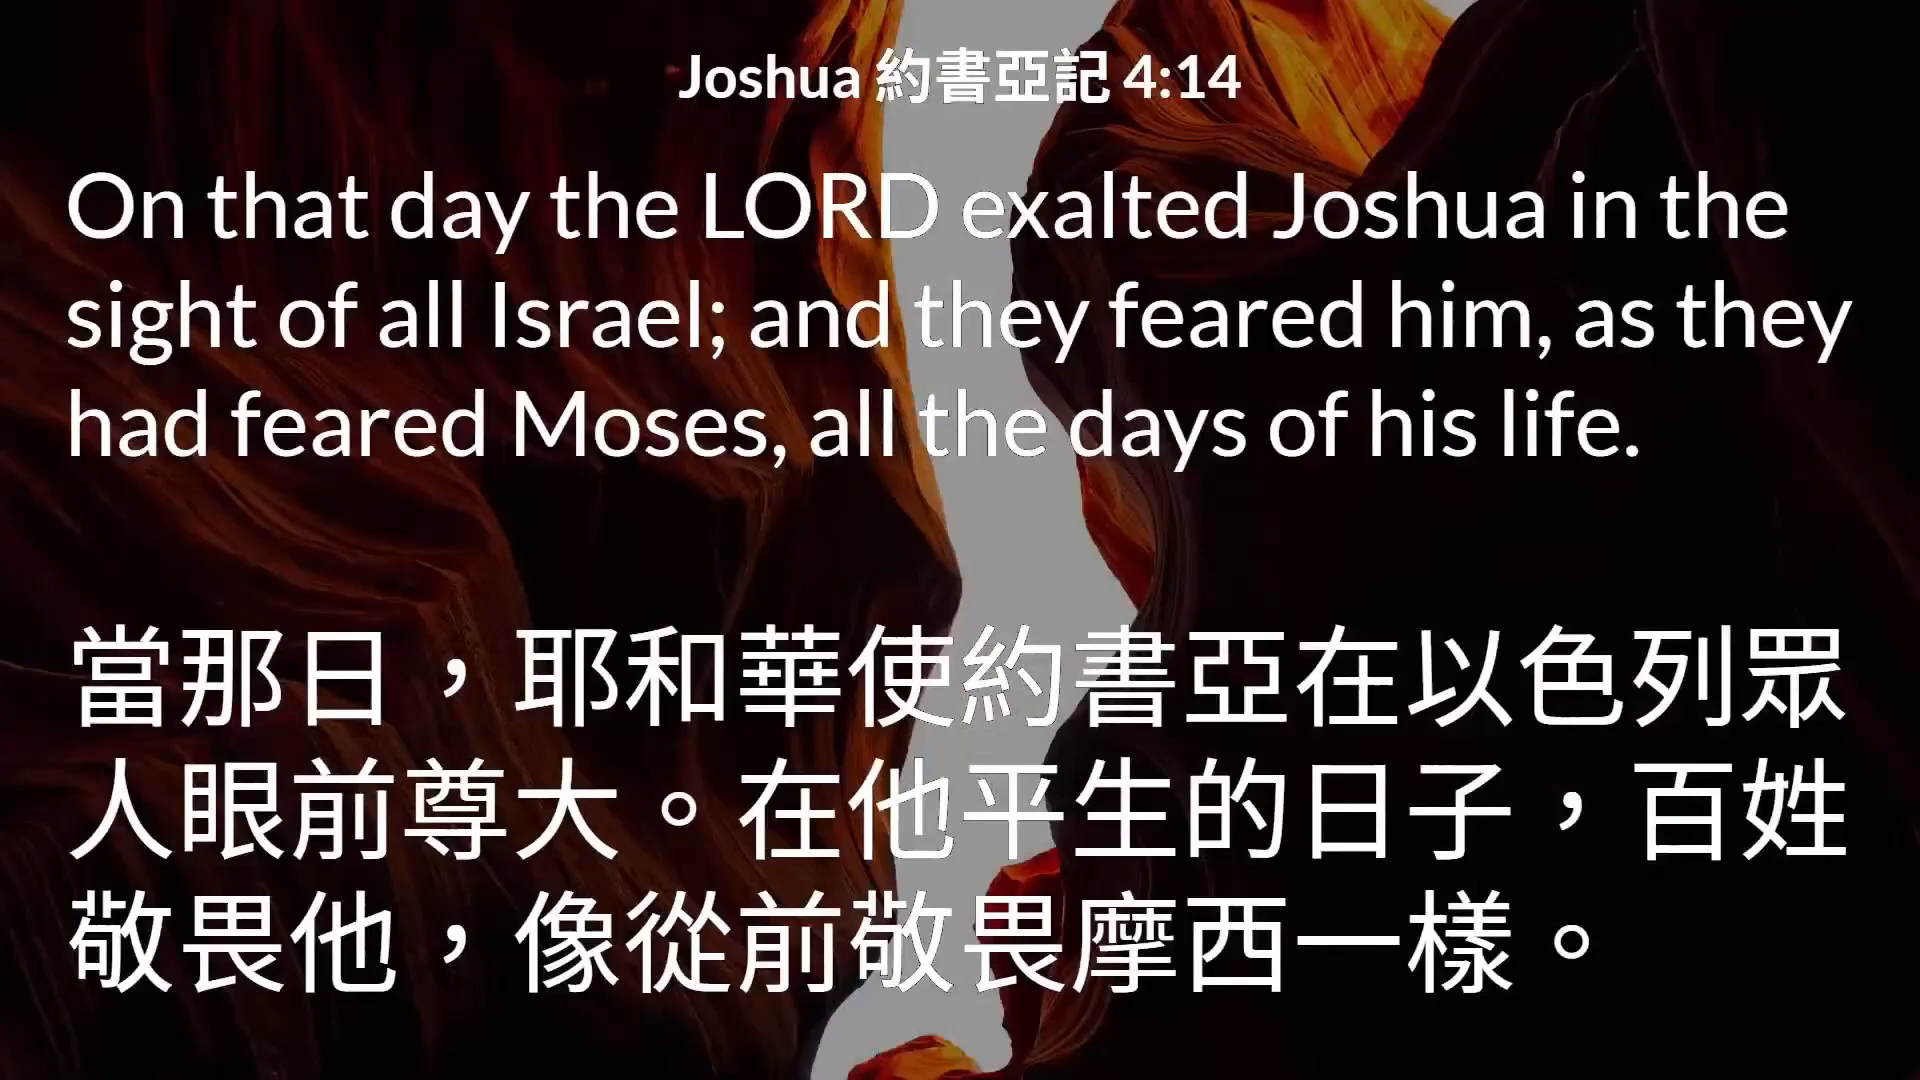 Joshua 約書亞記 4:14
On that day the LORD exalted Joshua in the
sight of all Israel; and they feared him, as they
had feared Moses, all the days of his life.
當那日，耶和華使約書亞在以色列眾
人眼前尊大。在他平生的日子，百姓
敬畏他，像從前敬畏摩西一樣。